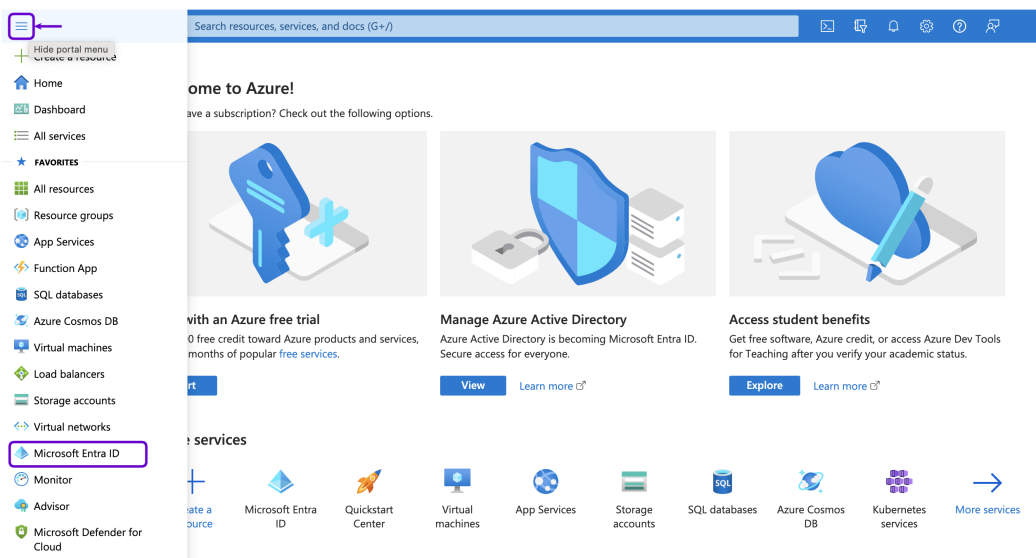 Search resources, services, and docs (G+/)
Hide portal menu
Create a resource
Home
Dashboard
All services
FAVORITES
All resources
Resource groups
App Services
Function App
SQL databases
Azure Cosmos DB
Virtual machines
Load balancers
Storage accounts
Virtual networks
Microsoft Entra ID
Monitor
Advisor
Microsoft Defender for
Cloud
ome to Azure!
ave a subscription? Check out the following options.
with an Azure free trial
0 free credit toward Azure products and services,
months of popular free services.
rt
Manage Azure Active Directory
Azure Active Directory is becoming Microsoft Entra ID.
Secure access for everyone.
View
Learn more
Access student benefits
Get free software, Azure credit, or access Azure Dev Tools
for Teaching after you verify your academic status.
Explore
Learn more
services
eate a
ource
Microsoft Entra
ID
Quickstart
Center
Virtual
machines
App Services
Storage
accounts
SQL
SQL databases
Azure Cosmos
DB
Kubernetes
services
More services